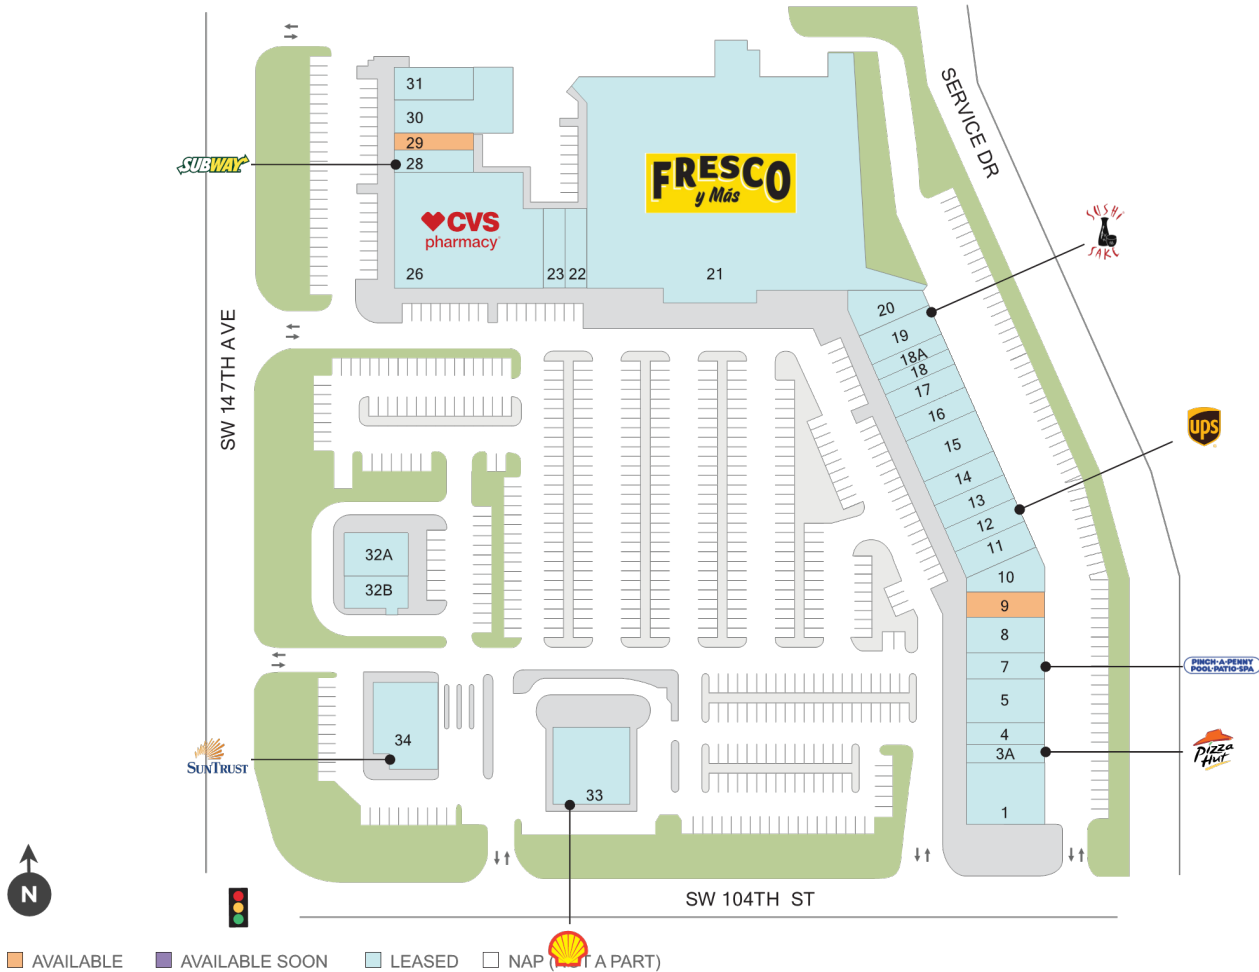 31
30
29
28
SUBWAY
FRESCO
y Más
CVS
pharmacy
26
23
22
21
SERVICE DR
SUSHI
SAKE
20
19
18A
18
17
16
15
14
13
12
11
10
9
8
7
5
4
3A
1
ups
PINCH·A·PENNY
POOL·PATIO·SPA
Pizza
Hut
SW 147TH AVE
32A
32B
34
SUNTRUST
33
SW 104TH ST
N
AVAILABLE
AVAILABLE SOON
LEASED
NAP (NOT A PART)